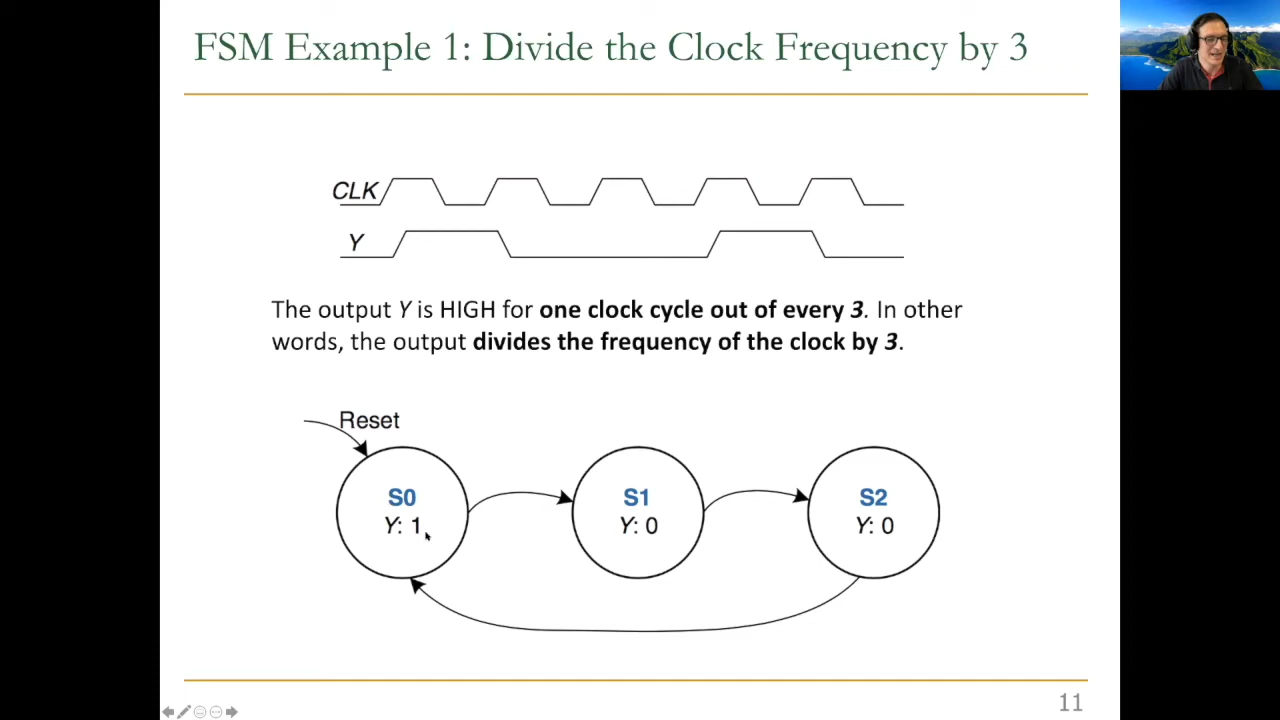 FSM Example 1: Divide the Clock Frequency by 3
CLK
Y
The output Y is HIGH for one clock cycle out of every 3. In other
words, the output divides the frequency of the clock by 3.
Reset
S0
Y: 1
S1
Y: 0
S2
Y: 0
11